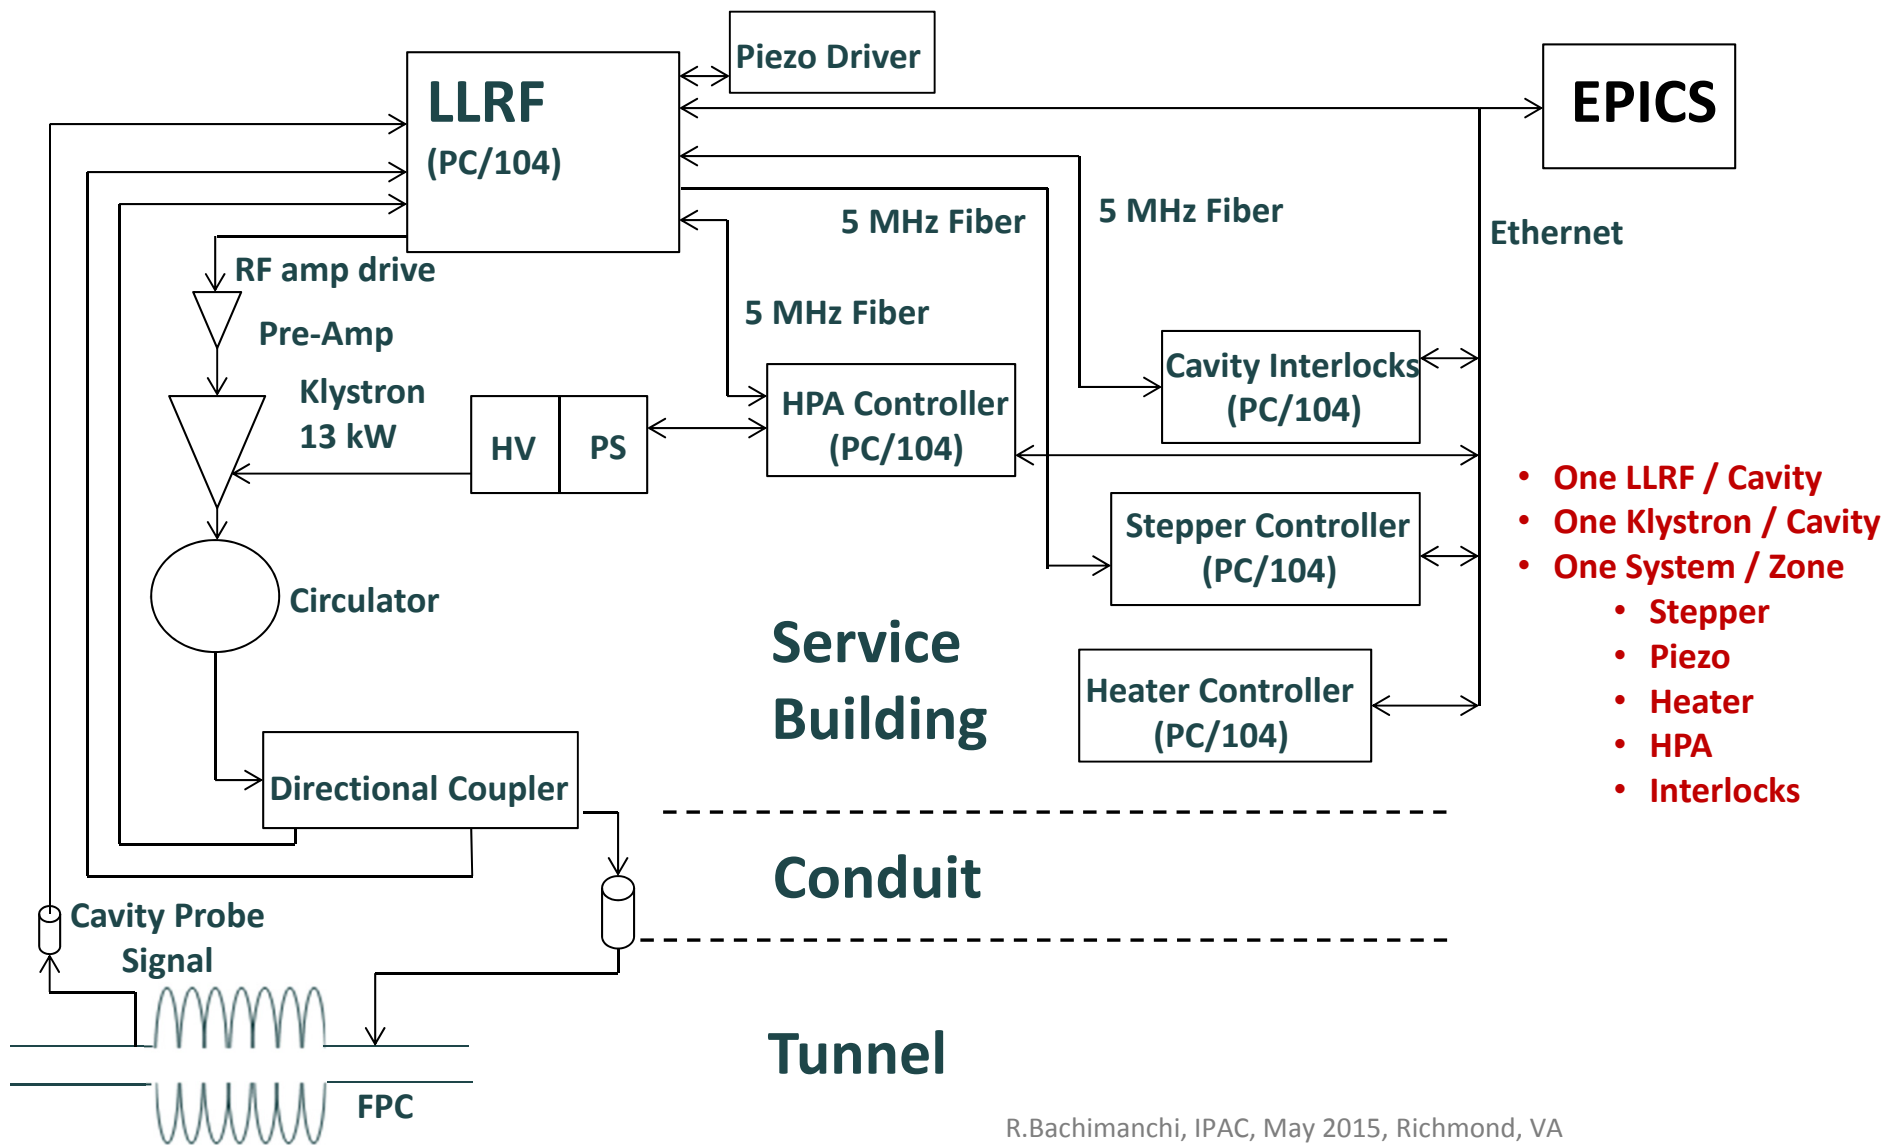 Piezo Driver
LLRF
(PC/104)
EPICS
5 MHz Fiber
5 MHz Fiber
Ethernet
RF amp drive
5 MHz Fiber
Pre-Amp
Cavity Interlocks
(PC/104)
Klystron
13 kW
HV
PS
HPA Controller
(PC/104)
Stepper Controller
(PC/104)
• One LLRF / Cavity
• One Klystron / Cavity
• One System / Zone
• Stepper
• Piezo
• Heater
• HPA
• Interlocks
Circulator
Service
Building
Heater Controller
(PC/104)
Directional Coupler
Conduit
Cavity Probe
Signal
Tunnel
FPC
R.Bachimanchi, IPAC, May 2015, Richmond, VA